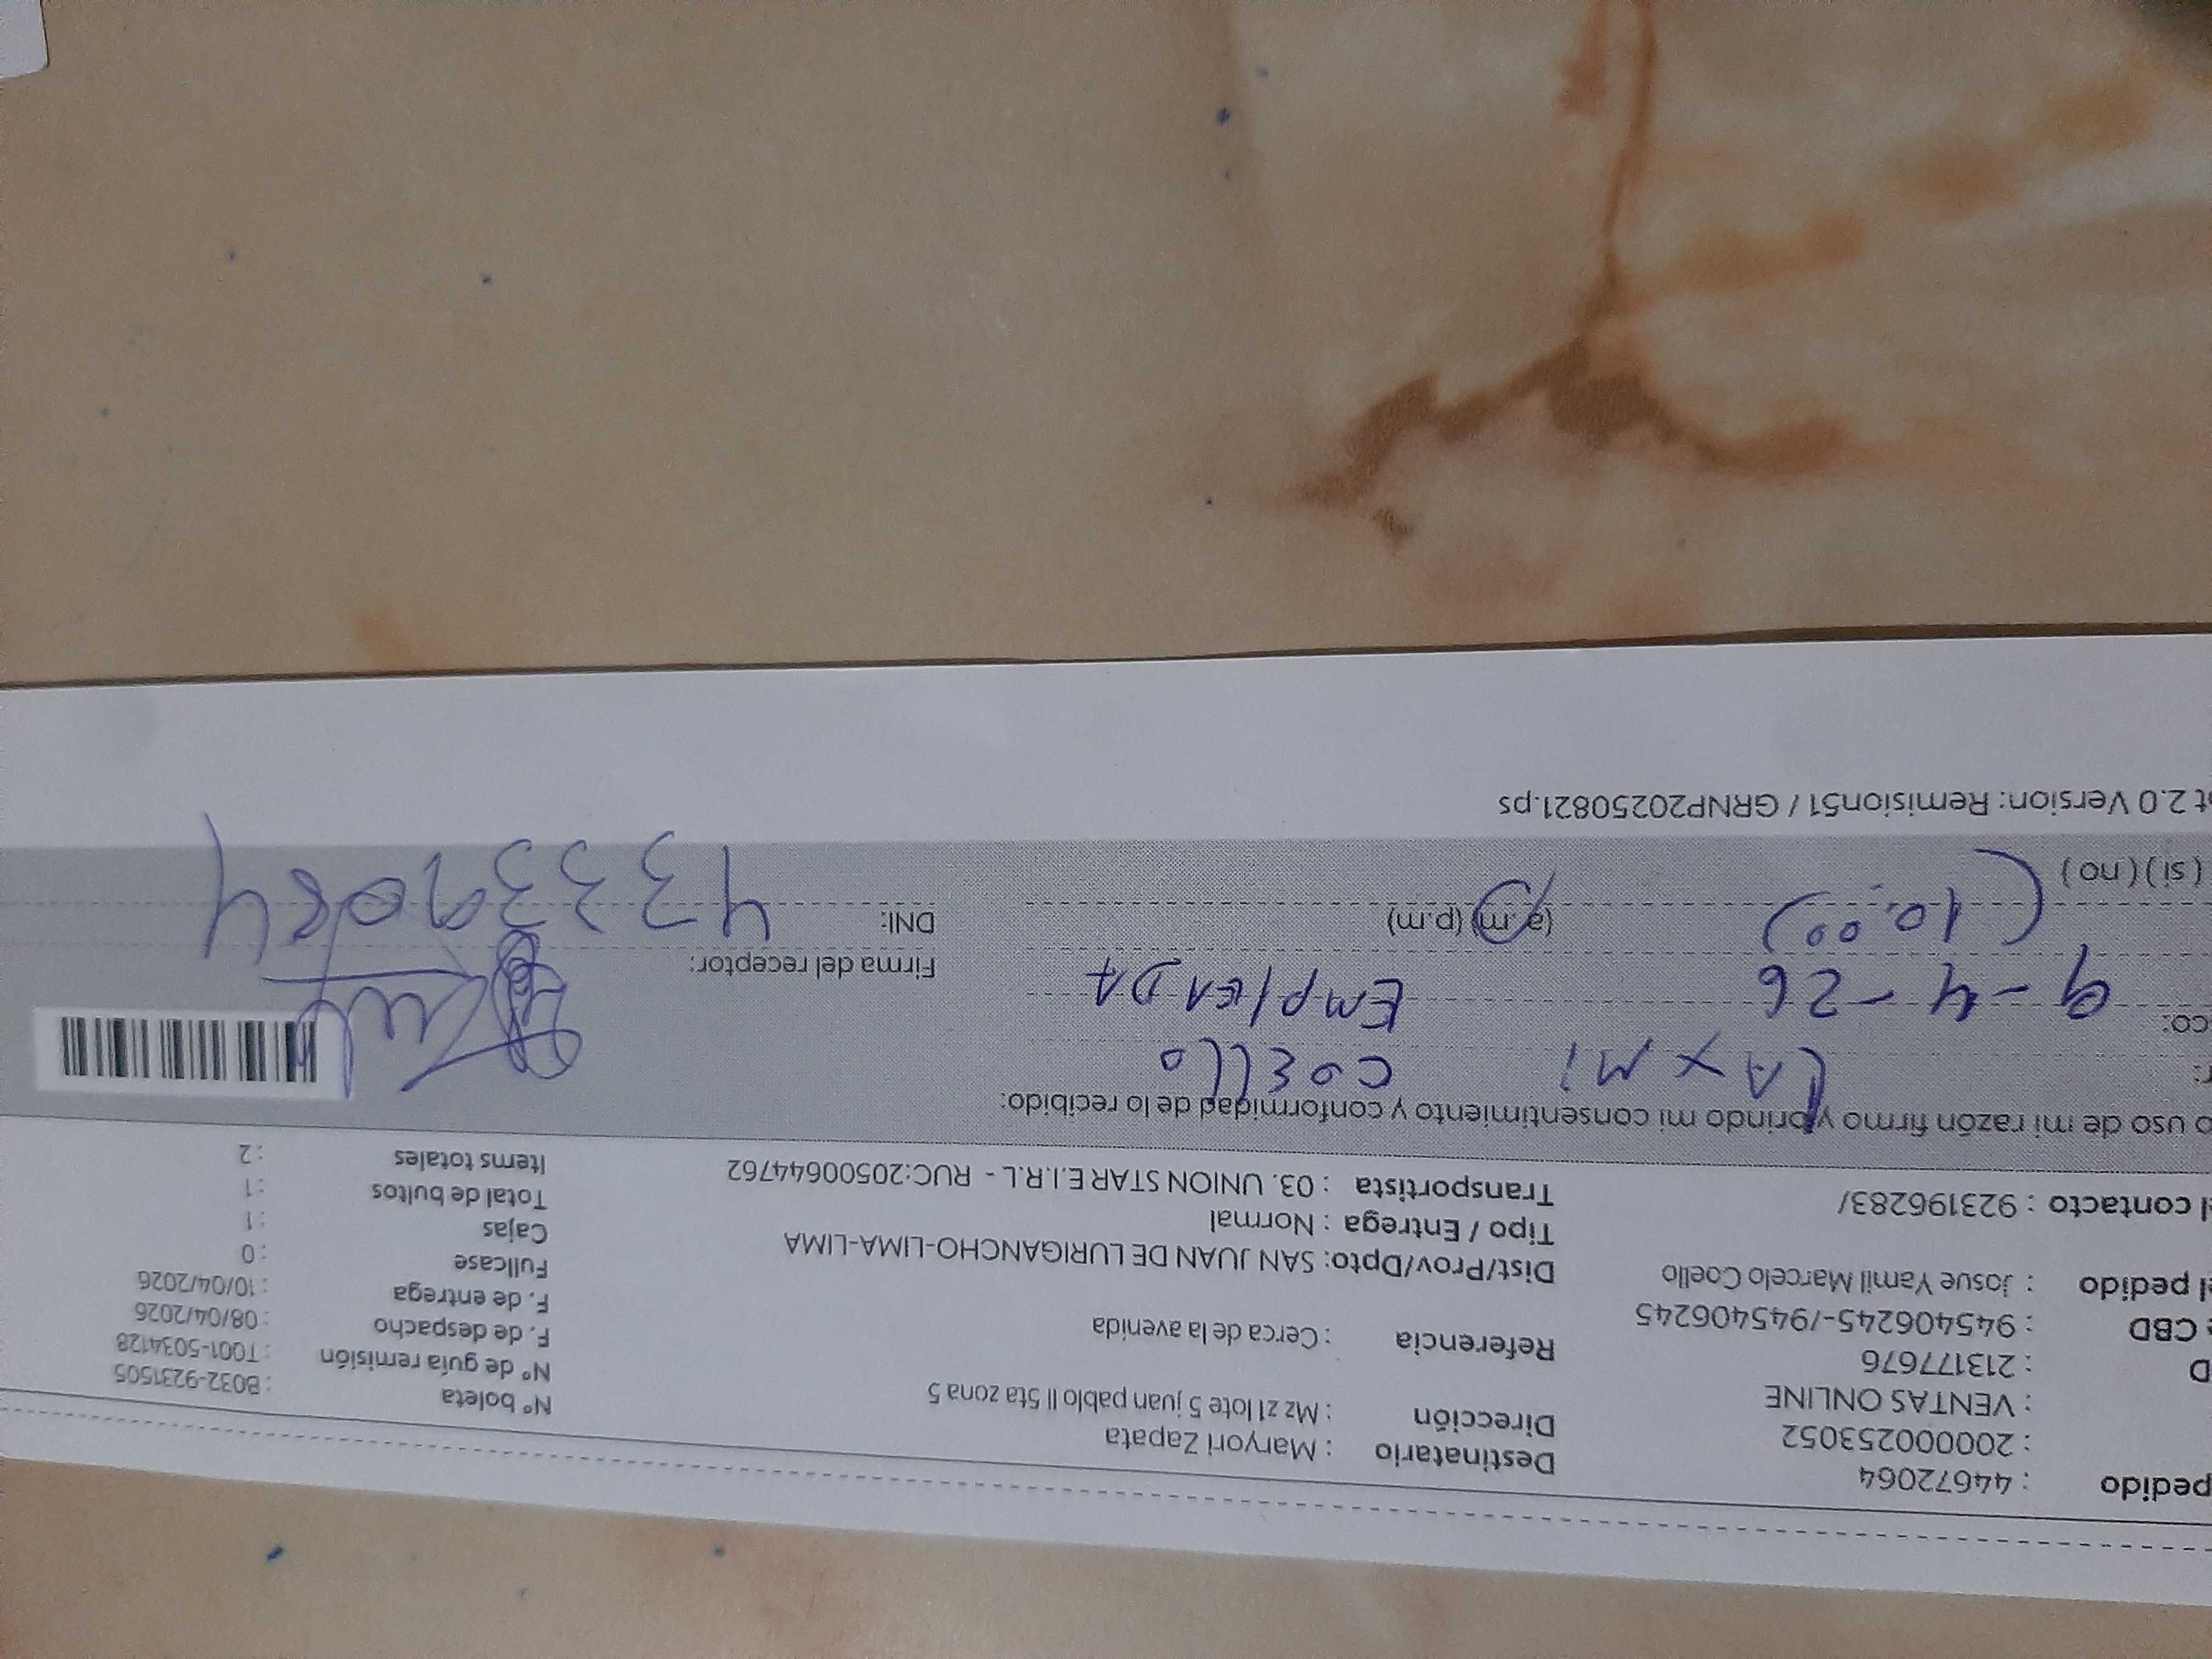 pedido : 44672064
: 20000253052
: VENTAS ONLINE
D : 213177676
e CBD : 945406245-/945406245
el pedido : Josue Yamil Marcelo Coello
el contacto : 923196283/
Destinatario : Maryori Zapata
Dirección : Mz z1 lote 5 juan pablo II 5ta zona 5
Referencia : Cerca de la avenida
Dist/Prov/Dpto: SAN JUAN DE LURIGANCHO-LIMA-LIMA
Tipo / Entrega : Normal
Transportista : 03. UNION STAR E.I.R.L - RUC:20500644762
N° boleta : B032-9231505
N° de guía remisión : T001-5034128
F. de despacho : 08/04/2026
F. de entrega : 10/04/2026
Fullcase : 0
Cajas : 1
Total de bultos : 1
Items totales : 2
o uso de mi razón firmo y brindo mi consentimiento y conformidad de lo recibido:
r: LAXMI COELLO
co: 9-4-26 EMPLEADA
Firma del receptor:
(10:00) (a.m) (p.m)
DNI: 43339084
(si) (no)
t 2.0 Version: Remision51 / GRNP20250821.ps